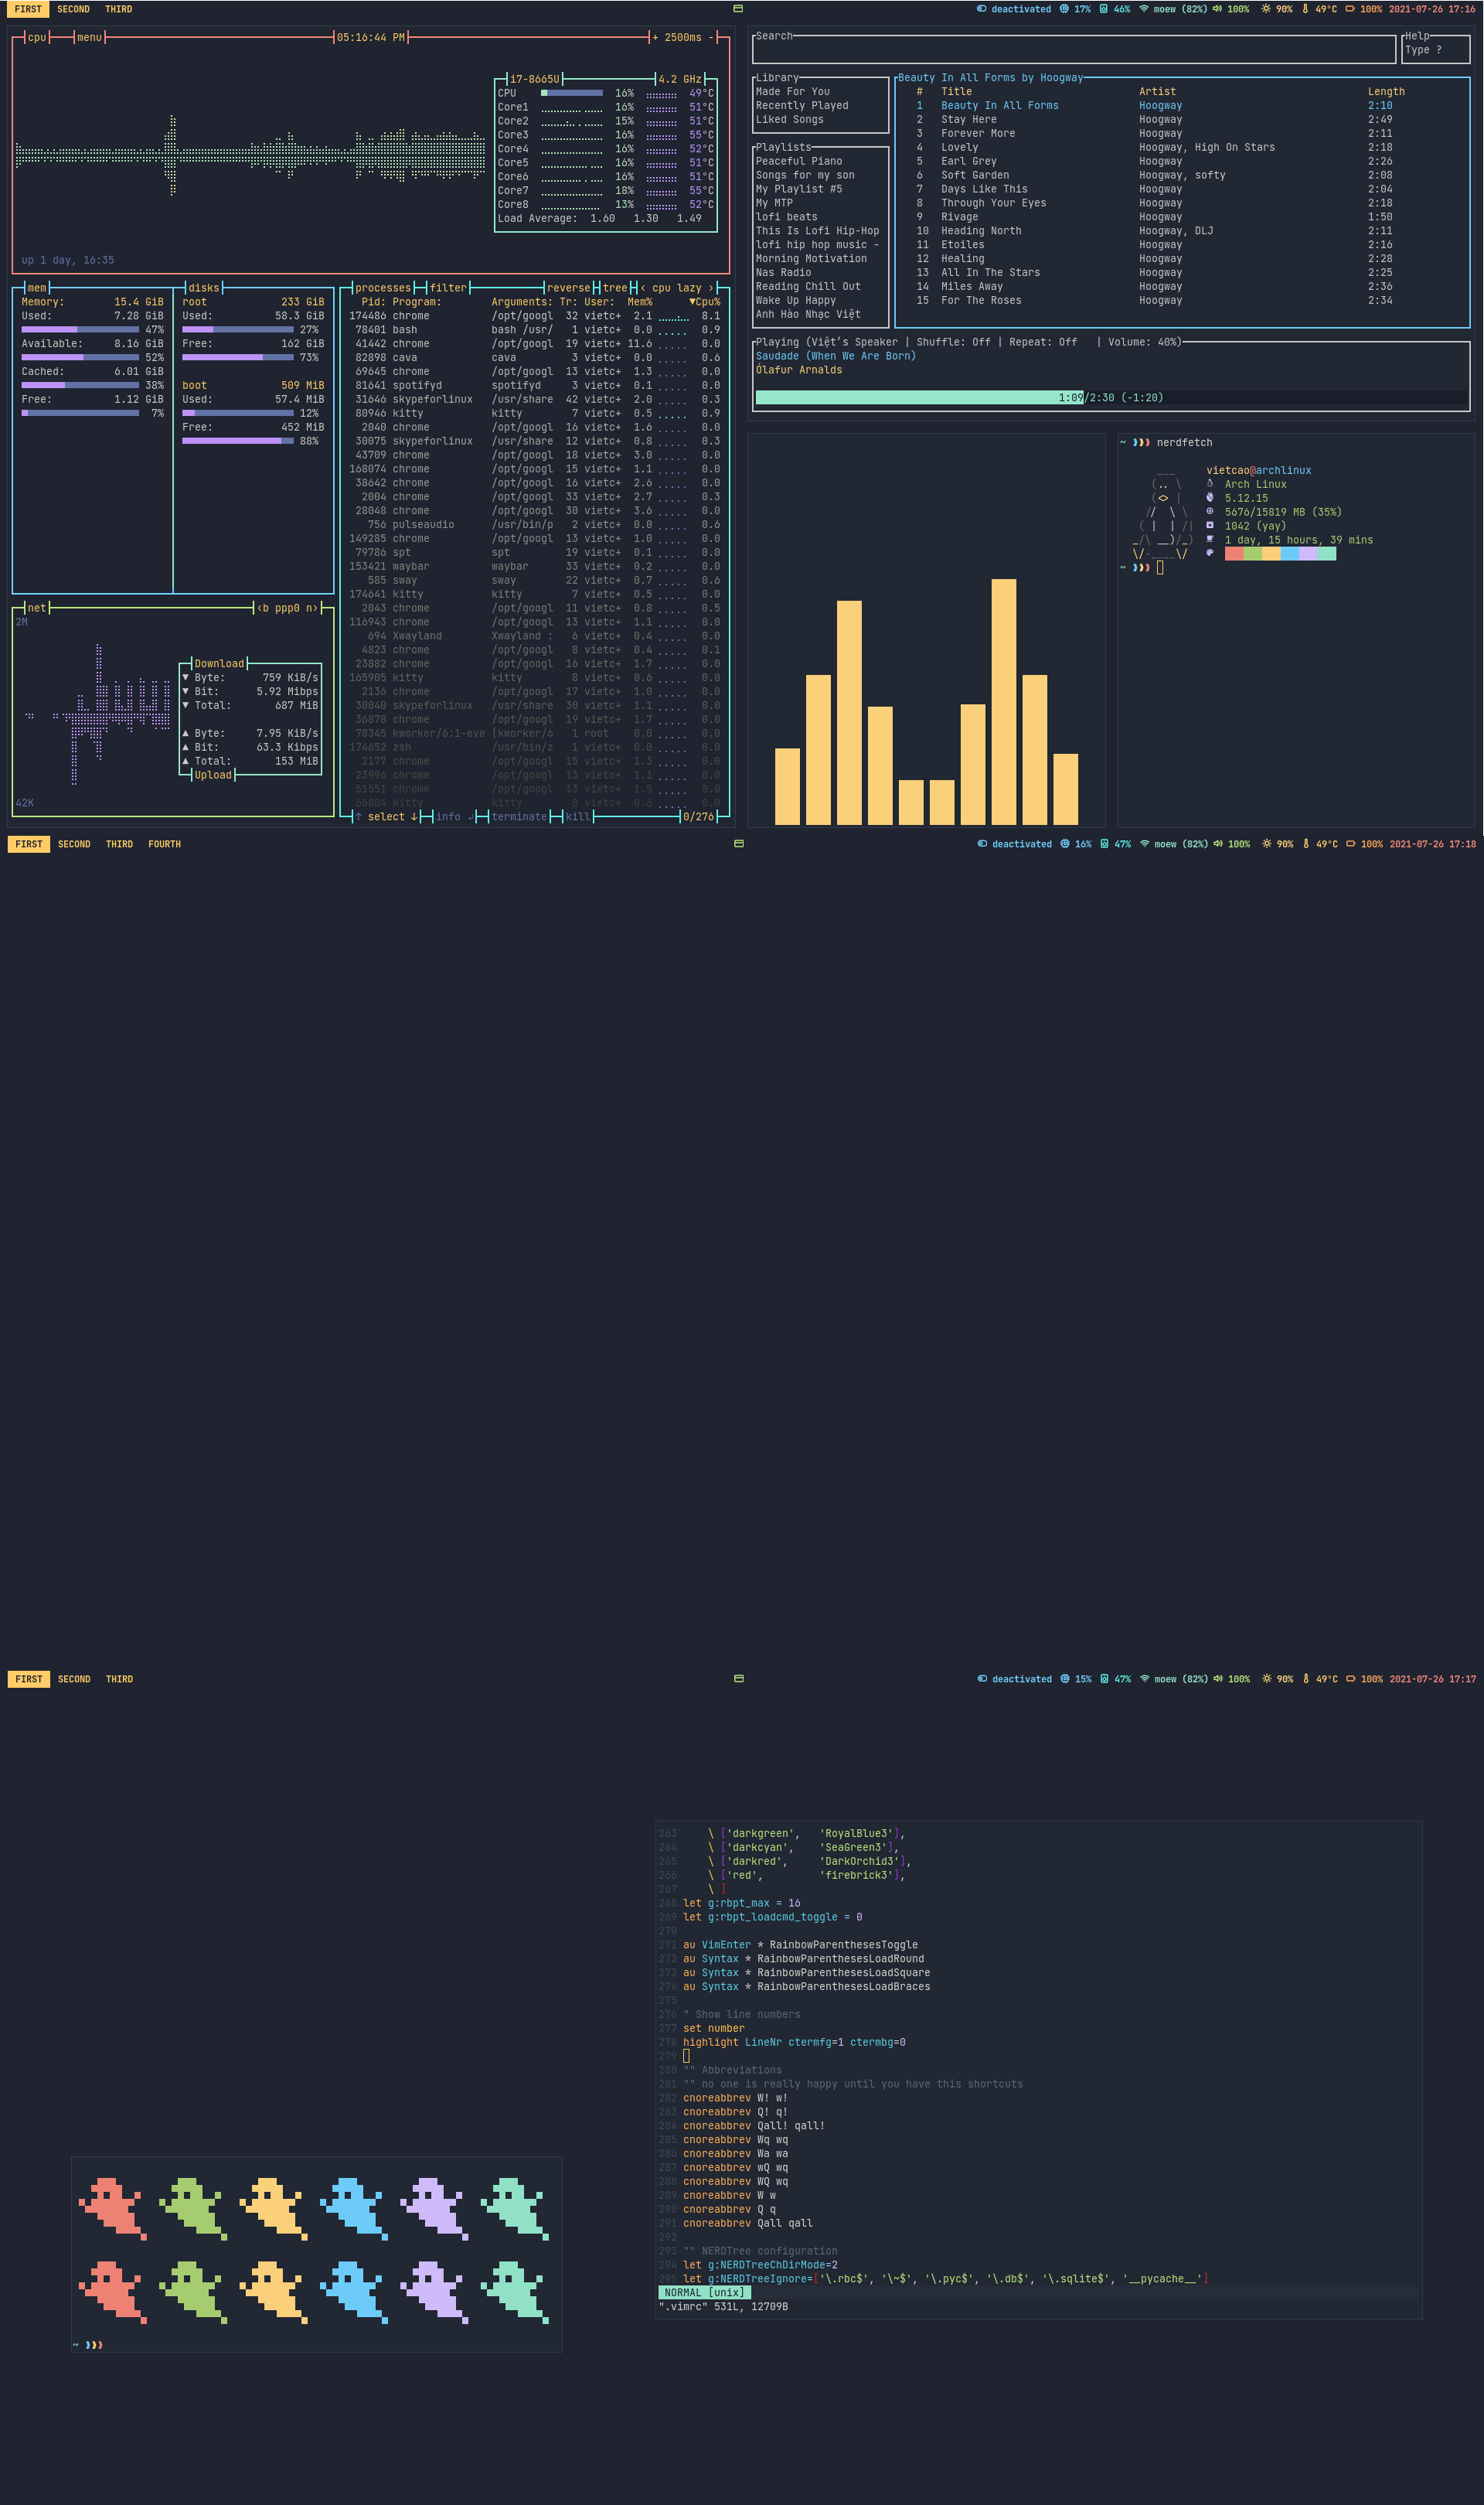 FIRST SECOND THIRD
deactivated 17% 46% moew (82%) 100% 90% 49°C 100% 2021-07-26 17:16
cpu menu 05:16:44 PM + 2500ms -
i7-8665U 4.2 GHz
CPU 16% 49°C
Core1 16% 51°C
Core2 15% 51°C
Core3 16% 55°C
Core4 16% 52°C
Core5 16% 51°C
Core6 16% 51°C
Core7 18% 55°C
Core8 13% 52°C
Load Average: 1.60 1.30 1.49
up 1 day, 16:35
mem
Memory: 15.4 GiB
Used: 7.28 GiB
47%
Available: 8.16 GiB
52%
Cached: 6.01 GiB
38%
Free: 1.12 GiB
7%
disks
root 233 GiB
Used: 58.3 GiB
27%
Free: 162 GiB
73%
boot 509 MiB
Used: 57.4 MiB
12%
Free: 452 MiB
88%
net ‹b ppp0 n›
2M
Download
▼ Byte: 759 KiB/s
▼ Bit: 5.92 Mibps
▼ Total: 687 MiB
▲ Byte: 7.95 KiB/s
▲ Bit: 63.3 Kibps
▲ Total: 153 MiB
Upload
42K
processes filter reverse tree ‹ cpu lazy ›
Pid: Program: Arguments: Tr: User: Mem% ▼Cpu%
174486 chrome /opt/googl 32 vietc+ 2.1 8.1
78401 bash bash /usr/ 1 vietc+ 0.0 0.9
41442 chrome /opt/googl 19 vietc+ 11.6 0.0
82898 cava cava 3 vietc+ 0.0 0.6
69645 chrome /opt/googl 13 vietc+ 1.3 0.0
81641 spotifyd spotifyd 3 vietc+ 0.1 0.0
31646 skypeforlinux /usr/share 42 vietc+ 2.0 0.3
80946 kitty kitty 7 vietc+ 0.5 0.9
2040 chrome /opt/googl 16 vietc+ 1.6 0.0
30075 skypeforlinux /usr/share 12 vietc+ 0.8 0.3
43709 chrome /opt/googl 18 vietc+ 3.0 0.0
168074 chrome /opt/googl 15 vietc+ 1.1 0.0
38642 chrome /opt/googl 16 vietc+ 2.6 0.0
2004 chrome /opt/googl 33 vietc+ 2.7 0.3
28048 chrome /opt/googl 30 vietc+ 3.6 0.0
756 pulseaudio /usr/bin/p 2 vietc+ 0.0 0.6
149285 chrome /opt/googl 13 vietc+ 1.0 0.0
79786 spt spt 19 vietc+ 0.1 0.0
153421 waybar waybar 33 vietc+ 0.2 0.0
585 sway sway 22 vietc+ 0.7 0.6
174641 kitty kitty 7 vietc+ 0.5 0.0
2043 chrome /opt/googl 11 vietc+ 0.8 0.5
116943 chrome /opt/googl 13 vietc+ 1.1 0.0
694 Xwayland Xwayland : 6 vietc+ 0.4 0.0
4823 chrome /opt/googl 8 vietc+ 0.4 0.1
23882 chrome /opt/googl 16 vietc+ 1.7 0.0
165905 kitty kitty 8 vietc+ 0.6 0.0
2136 chrome /opt/googl 17 vietc+ 1.0 0.0
30040 skypeforlinux /usr/share 30 vietc+ 1.1 0.0
36878 chrome /opt/googl 19 vietc+ 1.7 0.0
78345 kworker/6:1-eve [kworker/6 1 root 0.0 0.0
174652 zsh /usr/bin/z 1 vietc+ 0.0 0.0
2177 chrome /opt/googl 15 vietc+ 1.3 0.0
23996 chrome /opt/googl 13 vietc+ 1.1 0.0
51551 chrome /opt/googl 13 vietc+ 1.5 0.0
66804 kitty kitty 8 vietc+ 0.6 0.0
↑ select ↓ info ↲ terminate kill 0/276
Search
Help
Type ?
Library
Made For You
Recently Played
Liked Songs
Playlists
Peaceful Piano
Songs for my son
My Playlist #5
My MTP
lofi beats
This Is Lofi Hip-Hop
lofi hip hop music -
Morning Motivation
Nas Radio
Reading Chill Out
Wake Up Happy
Anh Hào Nhạc Việt
Beauty In All Forms by Hoogway
# Title Artist Length
1 Beauty In All Forms Hoogway 2:10
2 Stay Here Hoogway 2:49
3 Forever More Hoogway 2:11
4 Lovely Hoogway, High On Stars 2:18
5 Earl Grey Hoogway 2:26
6 Soft Garden Hoogway, softy 2:08
7 Days Like This Hoogway 2:04
8 Through Your Eyes Hoogway 2:18
9 Rivage Hoogway 1:50
10 Heading North Hoogway, DLJ 2:11
11 Etoiles Hoogway 2:16
12 Healing Hoogway 2:28
13 All In The Stars Hoogway 2:25
14 Miles Away Hoogway 2:36
15 For The Roses Hoogway 2:34
Playing (Việt's Speaker | Shuffle: Off | Repeat: Off | Volume: 40%)
Saudade (When We Are Born)
Ólafur Arnalds
1:09/2:30 (-1:20)
~ nerdfetch
vietcao@archlinux
Arch Linux
5.12.15
5676/15819 MB (35%)
1042 (yay)
1 day, 15 hours, 39 mins
~
FIRST SECOND THIRD FOURTH
deactivated 16% 47% moew (82%) 100% 90% 49°C 100% 2021-07-26 17:18
FIRST SECOND THIRD
deactivated 15% 47% moew (82%) 100% 90% 49°C 100% 2021-07-26 17:17
263 \ ['darkgreen', 'RoyalBlue3'],
264 \ ['darkcyan', 'SeaGreen3'],
265 \ ['darkred', 'DarkOrchid3'],
266 \ ['red', 'firebrick3'],
267 \ ]
268 let g:rbpt_max = 16
269 let g:rbpt_loadcmd_toggle = 0
270
271 au VimEnter * RainbowParenthesesToggle
272 au Syntax * RainbowParenthesesLoadRound
273 au Syntax * RainbowParenthesesLoadSquare
274 au Syntax * RainbowParenthesesLoadBraces
275
276 " Show line numbers
277 set number
278 highlight LineNr ctermfg=1 ctermbg=0
279
280 "" Abbreviations
281 "" no one is really happy until you have this shortcuts
282 cnoreabbrev W! w!
283 cnoreabbrev Q! q!
284 cnoreabbrev Qall! qall!
285 cnoreabbrev Wq wq
286 cnoreabbrev Wa wa
287 cnoreabbrev wQ wq
288 cnoreabbrev WQ wq
289 cnoreabbrev W w
290 cnoreabbrev Q q
291 cnoreabbrev Qall qall
292
293 "" NERDTree configuration
294 let g:NERDTreeChDirMode=2
295 let g:NERDTreeIgnore=['\.rbc$', '\~$', '\.pyc$', '\.db$', '\.sqlite$', '__pycache__']
NORMAL [unix]
".vimrc" 531L, 12709B
~